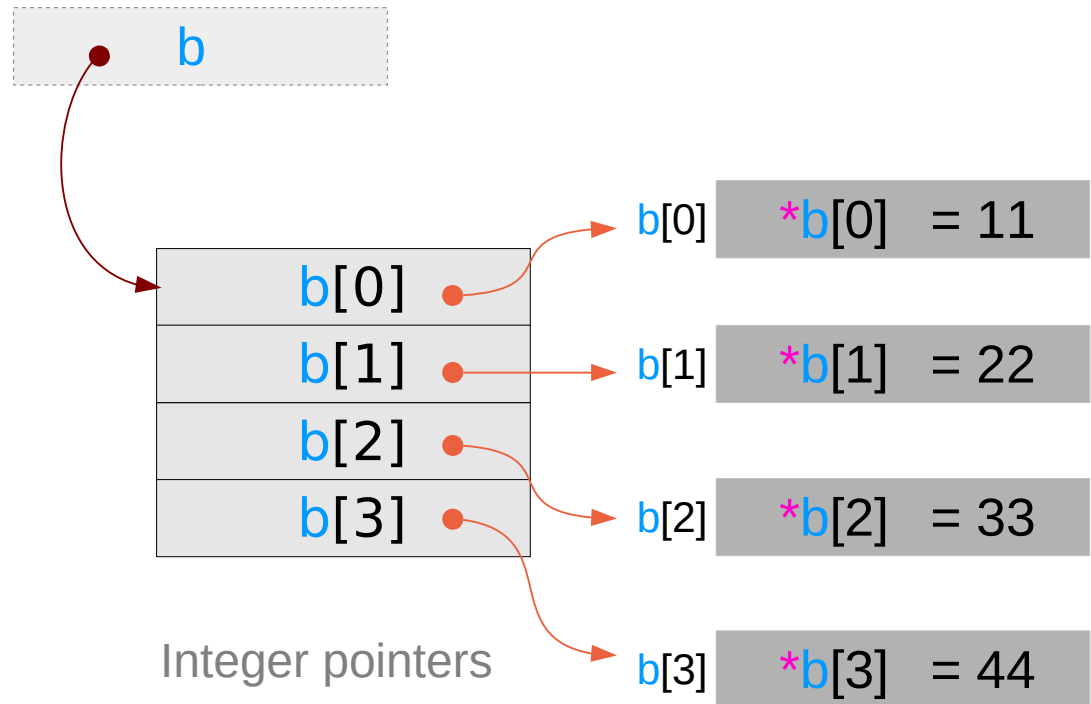 b
b[0]
b[1]
b[2]
b[3]
Integer pointers
b[0] *b[0] = 11
b[1] *b[1] = 22
b[2] *b[2] = 33
b[3] *b[3] = 44